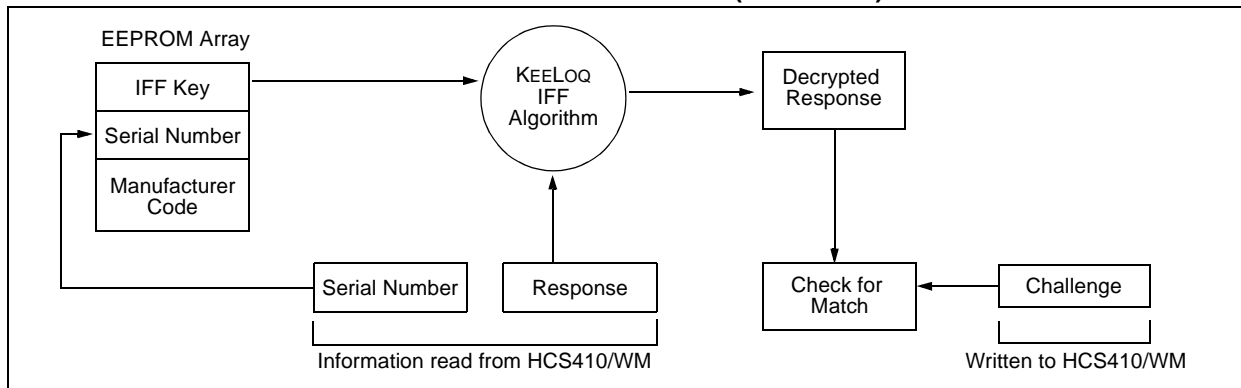 EEPROM Array
IFF Key
Serial Number
Manufacturer
Code
KEELOQ
IFF
Algorithm
Decrypted
Response
Serial Number
Response
Check for
Match
Challenge
Information read from HCS410/WM
Written to HCS410/WM